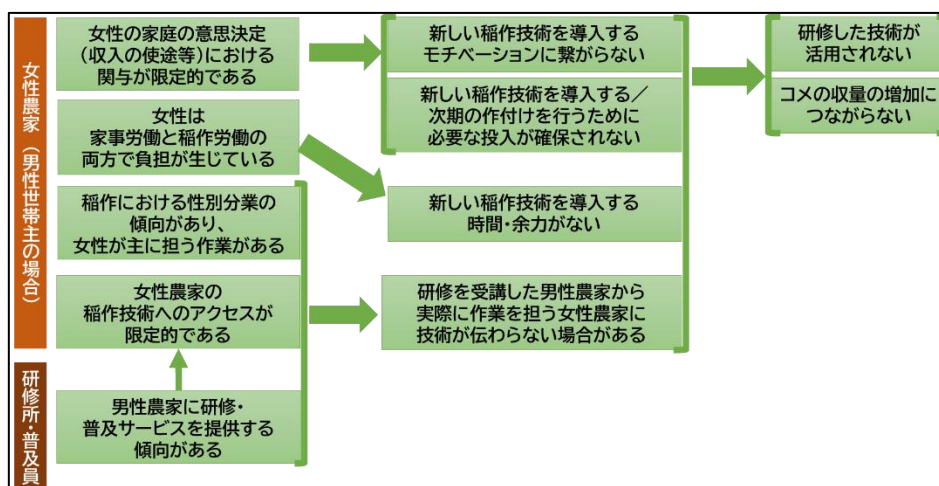 女性農家（男性世帯主の場合）
女性の家庭の意思決定
（収入の使途等）における
関与が限定的である
女性は
家事労働と稲作労働の
両方で負担が生じている
稲作における性別分業の
傾向があり、
女性が主に担う作業がある
女性農家の
稲作技術へのアクセスが
限定的である
研修所・普及員
男性農家に研修・
普及サービスを提供する
傾向がある
新しい稲作技術を導入する
モチベーションに繋がらない
新しい稲作技術を導入する／
次期の作付けを行うために
必要な投入が確保されない
新しい稲作技術を導入する
時間・余力がない
研修を受講した男性農家から
実際に作業を担う女性農家に
技術が伝わらない場合がある
研修した技術が
活用されない
コメの収量の増加に
つながらない